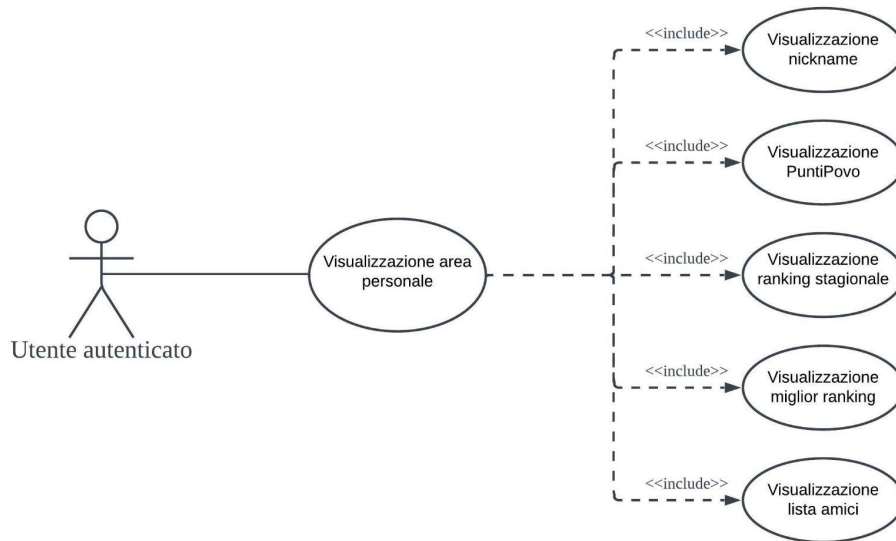 <<include>>
Visualizzazione
nickname
<<include>>
Visualizzazione
PuntiPovo
<<include>>
Visualizzazione
ranking stagionale
Visualizzazione area
personale
Utente autenticato
<<include>>
Visualizzazione
miglior ranking
<<include>>
Visualizzazione
lista amici